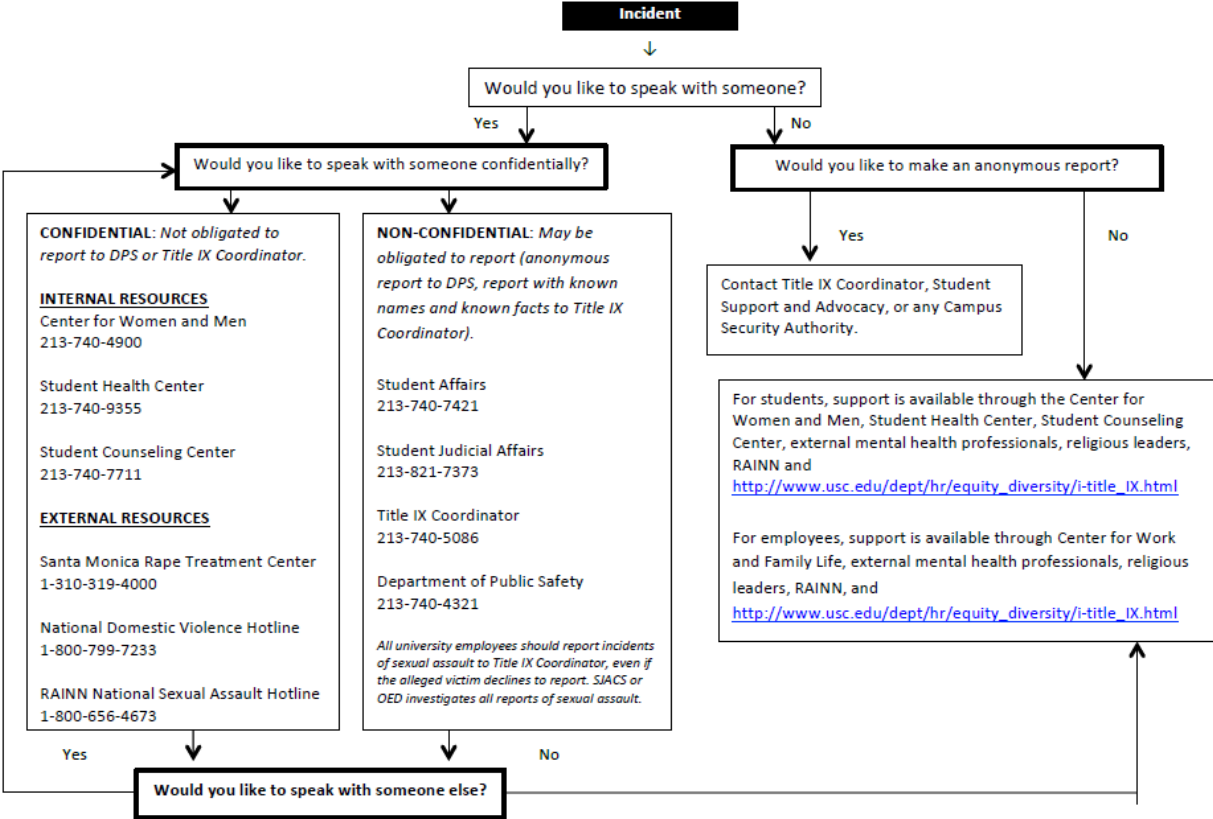 Incident
↓
Would you like to speak with someone?
Yes
No
Would you like to speak with someone confidentially?
Would you like to make an anonymous report?
CONFIDENTIAL: Not obligated to
report to DPS or Title IX Coordinator.
INTERNAL RESOURCES
Center for Women and Men
213-740-4900
Student Health Center
213-740-9355
Student Counseling Center
213-740-7711
EXTERNAL RESOURCES
Santa Monica Rape Treatment Center
1-310-319-4000
National Domestic Violence Hotline
1-800-799-7233
RAINN National Sexual Assault Hotline
1-800-656-4673
NON-CONFIDENTIAL: May be
obligated to report (anonymous
report to DPS, report with known
names and known facts to Title IX
Coordinator).
Student Affairs
213-740-7421
Student Judicial Affairs
213-821-7373
Title IX Coordinator
213-740-5086
Department of Public Safety
213-740-4321
All university employees should report incidents
of sexual assault to Title IX Coordinator, even if
the alleged victim declines to report. SJACS or
OED investigates all reports of sexual assault.
Yes
No
Contact Title IX Coordinator, Student
Support and Advocacy, or any Campus
Security Authority.
For students, support is available through the Center for
Women and Men, Student Health Center, Student Counseling
Center, external mental health professionals, religious leaders,
RAINN and
http://www.usc.edu/dept/hr/equity_diversity/i-title_IX.html
For employees, support is available through Center for Work
and Family Life, external mental health professionals, religious
leaders, RAINN, and
http://www.usc.edu/dept/hr/equity_diversity/i-title_IX.html
Yes
No
Would you like to speak with someone else?